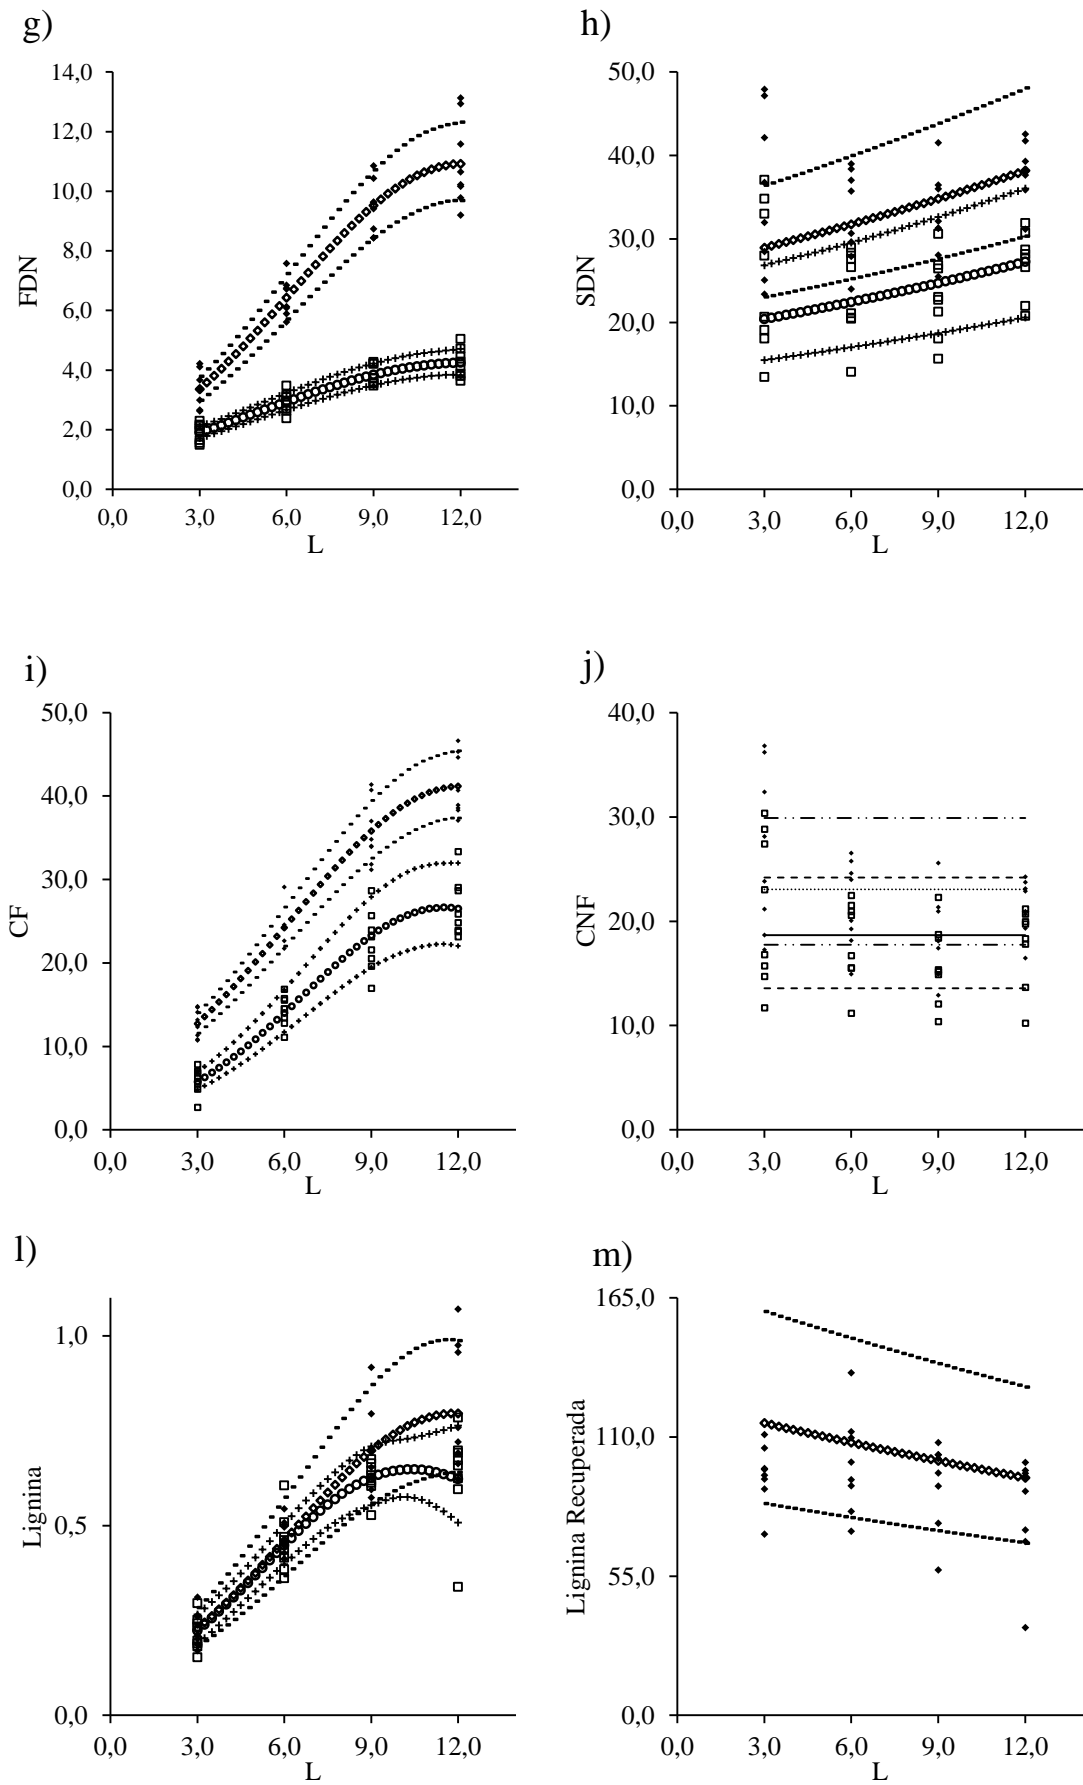 g)
14,0
12,0
10,0
8,0
6,0
4,0
2,0
0,0
FDN
0,0 3,0 6,0 9,0 12,0
L
h)
50,0
40,0
30,0
20,0
10,0
0,0
SDN
0,0 3,0 6,0 9,0 12,0
L
i)
50,0
40,0
30,0
20,0
10,0
0,0
CF
0,0 3,0 6,0 9,0 12,0
L
j)
40,0
30,0
20,0
10,0
0,0
CNF
0,0 3,0 6,0 9,0 12,0
L
l)
1,0
0,5
0,0
Lignina
0,0 3,0 6,0 9,0 12,0
L
m)
165,0
110,0
55,0
0,0
Lignina Recuperada
0,0 3,0 6,0 9,0 12,0
L